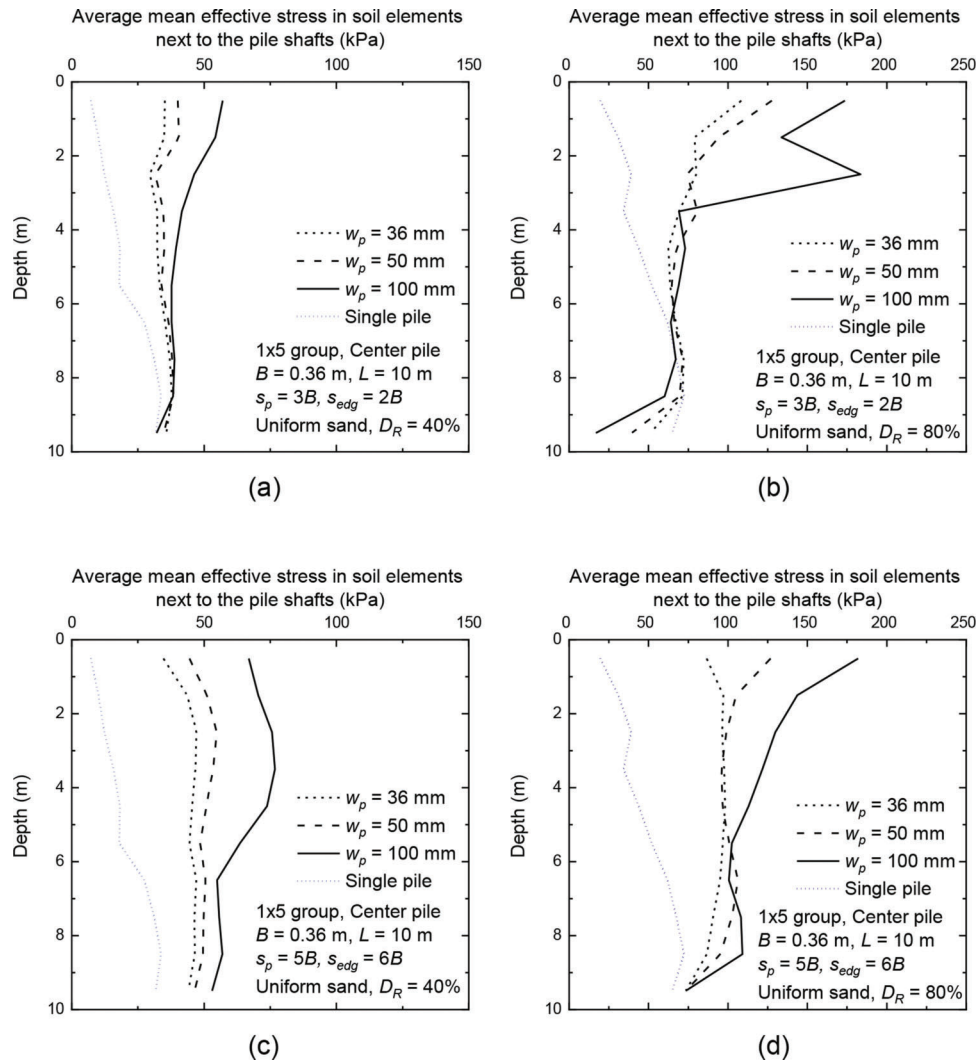 Average mean effective stress in soil elements
next to the pile shafts (kPa)
0 50 100 150
0
2
4
6
8
10
Depth (m)
w_p = 36 mm
w_p = 50 mm
w_p = 100 mm
Single pile
1x5 group, Center pile
B = 0.36 m, L = 10 m
s_p = 3B, s_edg = 2B
Uniform sand, D_R = 40%
(a)
Average mean effective stress in soil elements
next to the pile shafts (kPa)
0 50 100 150 200 250
0
2
4
6
8
10
Depth (m)
w_p = 36 mm
w_p = 50 mm
w_p = 100 mm
Single pile
1x5 group, Center pile
B = 0.36 m, L = 10 m
s_p = 3B, s_edg = 2B
Uniform sand, D_R = 80%
(b)
Average mean effective stress in soil elements
next to the pile shafts (kPa)
0 50 100 150
0
2
4
6
8
10
Depth (m)
w_p = 36 mm
w_p = 50 mm
w_p = 100 mm
Single pile
1x5 group, Center pile
B = 0.36 m, L = 10 m
s_p = 5B, s_edg = 6B
Uniform sand, D_R = 40%
(c)
Average mean effective stress in soil elements
next to the pile shafts (kPa)
0 50 100 150 200 250
0
2
4
6
8
10
Depth (m)
w_p = 36 mm
w_p = 50 mm
w_p = 100 mm
Single pile
1x5 group, Center pile
B = 0.36 m, L = 10 m
s_p = 5B, s_edg = 6B
Uniform sand, D_R = 80%
(d)